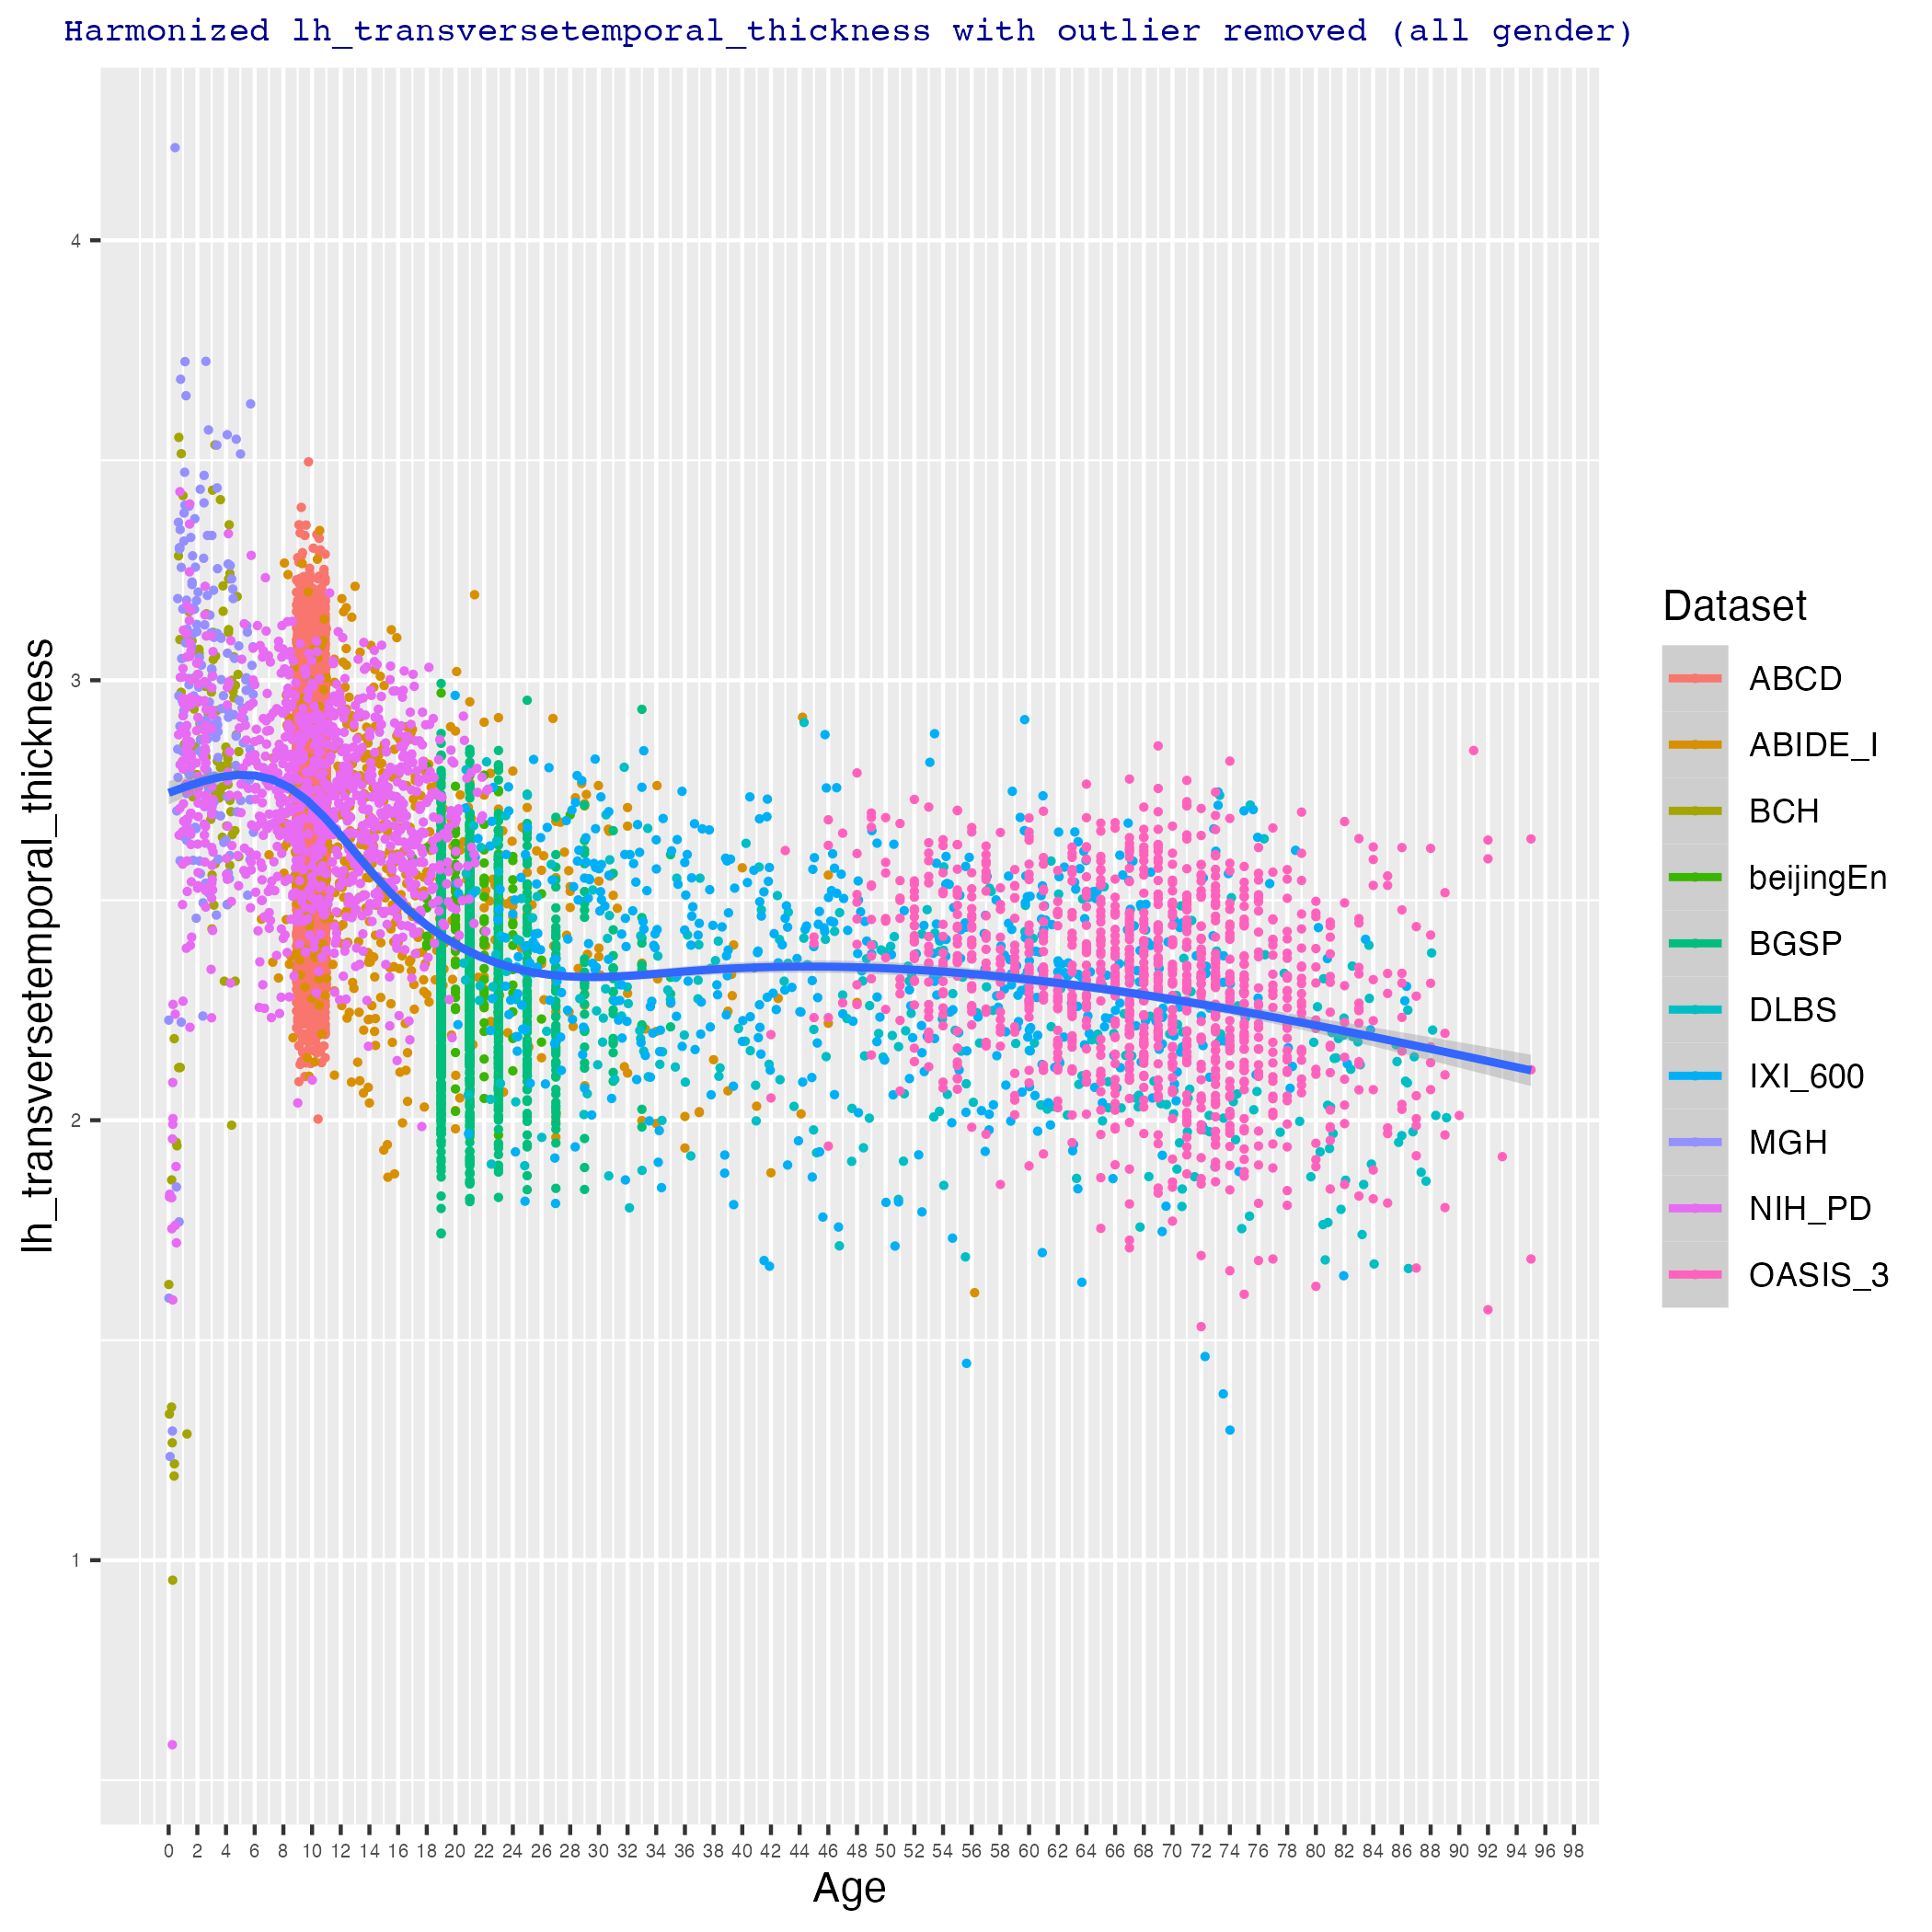 Harmonized lh_transversetemporal_thickness with outlier removed (all gender)
lh_transversetemporal_thickness
4
3
2
1
0 2 4 6 8 10 12 14 16 18 20 22 24 26 28 30 32 34 36 38 40 42 44 46 48 50 52 54 56 58 60 62 64 66 68 70 72 74 76 78 80 82 84 86 88 90 92 94 96 98
Age
Dataset
ABCD
ABIDE_I
BCH
beijingEn
BGSP
DLBS
IXI_600
MGH
NIH_PD
OASIS_3